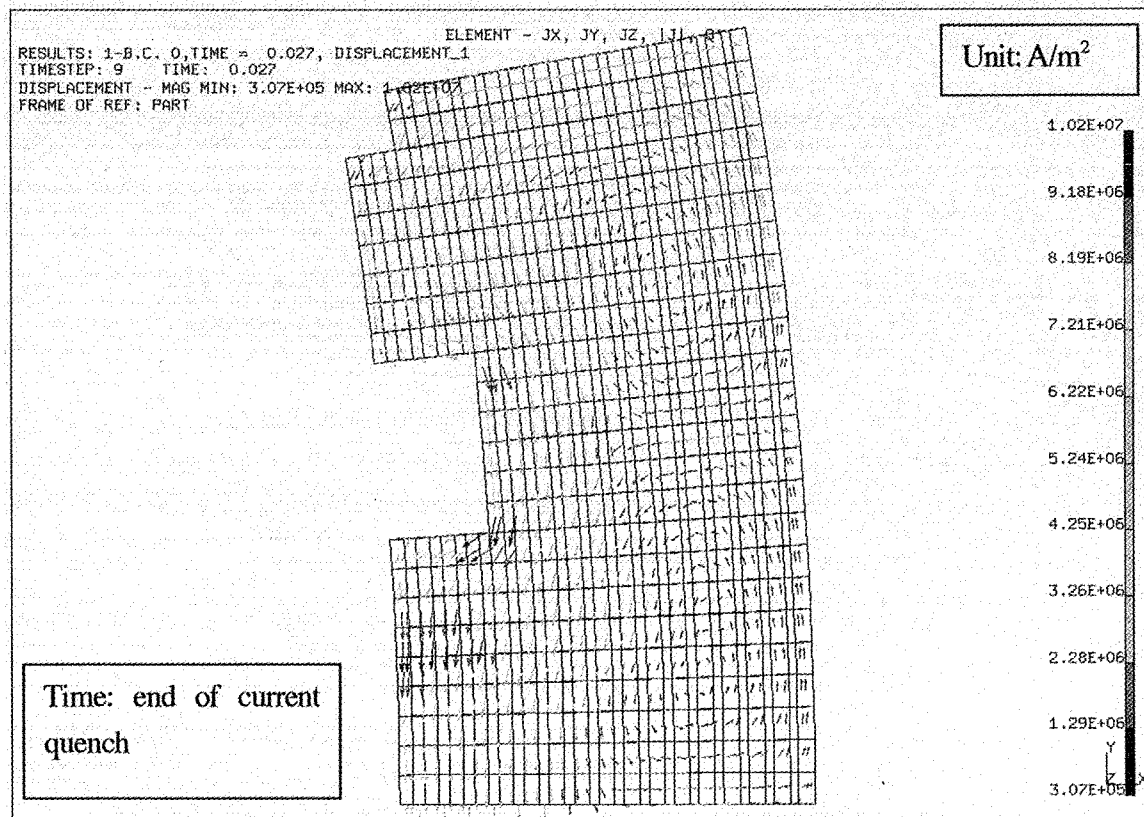 ELEMENT - JX, JY, JZ, |J|,
RESULTS: 1-B.C. 0,TIME = 0.027, DISPLACEMENT_1
TIMESTEP: 9 TIME: 0.027
DISPLACEMENT - MAG MIN: 3.07E+05 MAX: 1.02E+07
FRAME OF REF: PART
Unit: A/m²
1.02E+07
9.18E+06
8.19E+06
7.21E+06
6.22E+06
5.24E+06
4.25E+06
3.26E+06
2.28E+06
1.29E+06
3.07E+05
Y
Z X
Time: end of current
quench